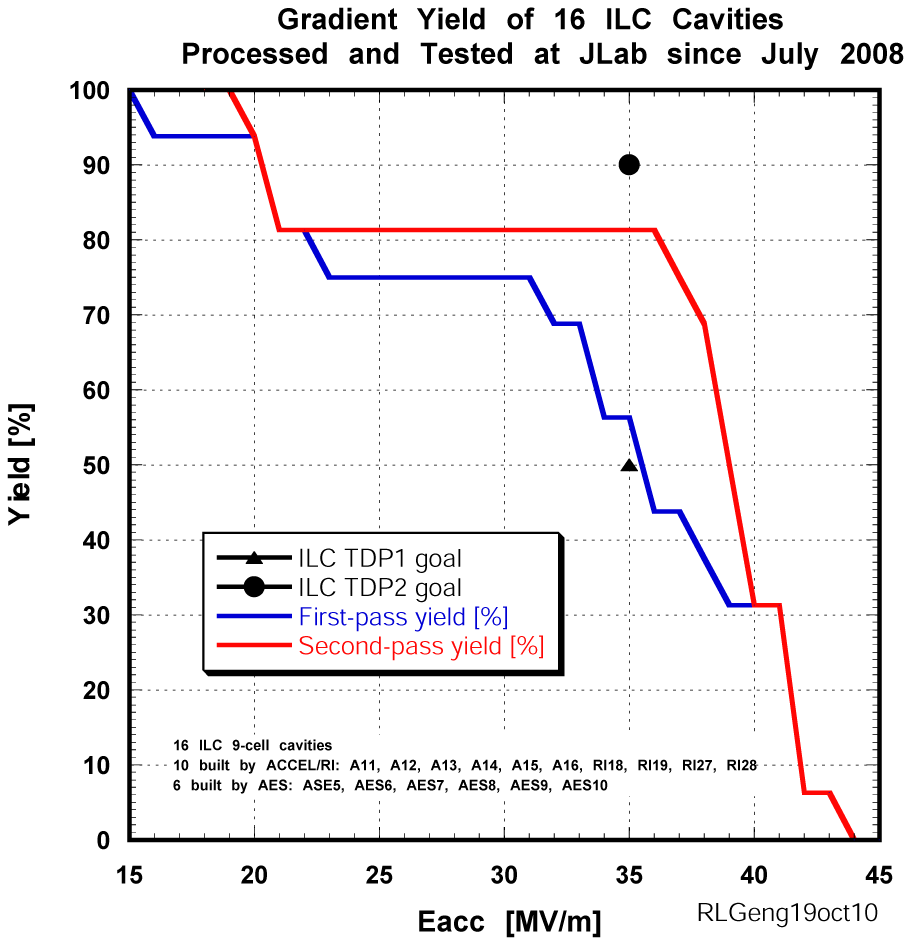 Gradient Yield of 16 ILC Cavities
Processed and Tested at JLab since July 2008
100
90
80
70
60
50
40
30
20
10
0
Yield [%]
ILC TDP1 goal
ILC TDP2 goal
First-pass yield [%]
Second-pass yield [%]
16 ILC 9-cell cavities
10 built by ACCEL/RI: A11, A12, A13, A14, A15, A16, RI18, RI19, RI27, RI28
6 built by AES: ASE5, AES6, AES7, AES8, AES9, AES10
15 20 25 30 35 40 45
Eacc [MV/m]
RLGeng19oct10